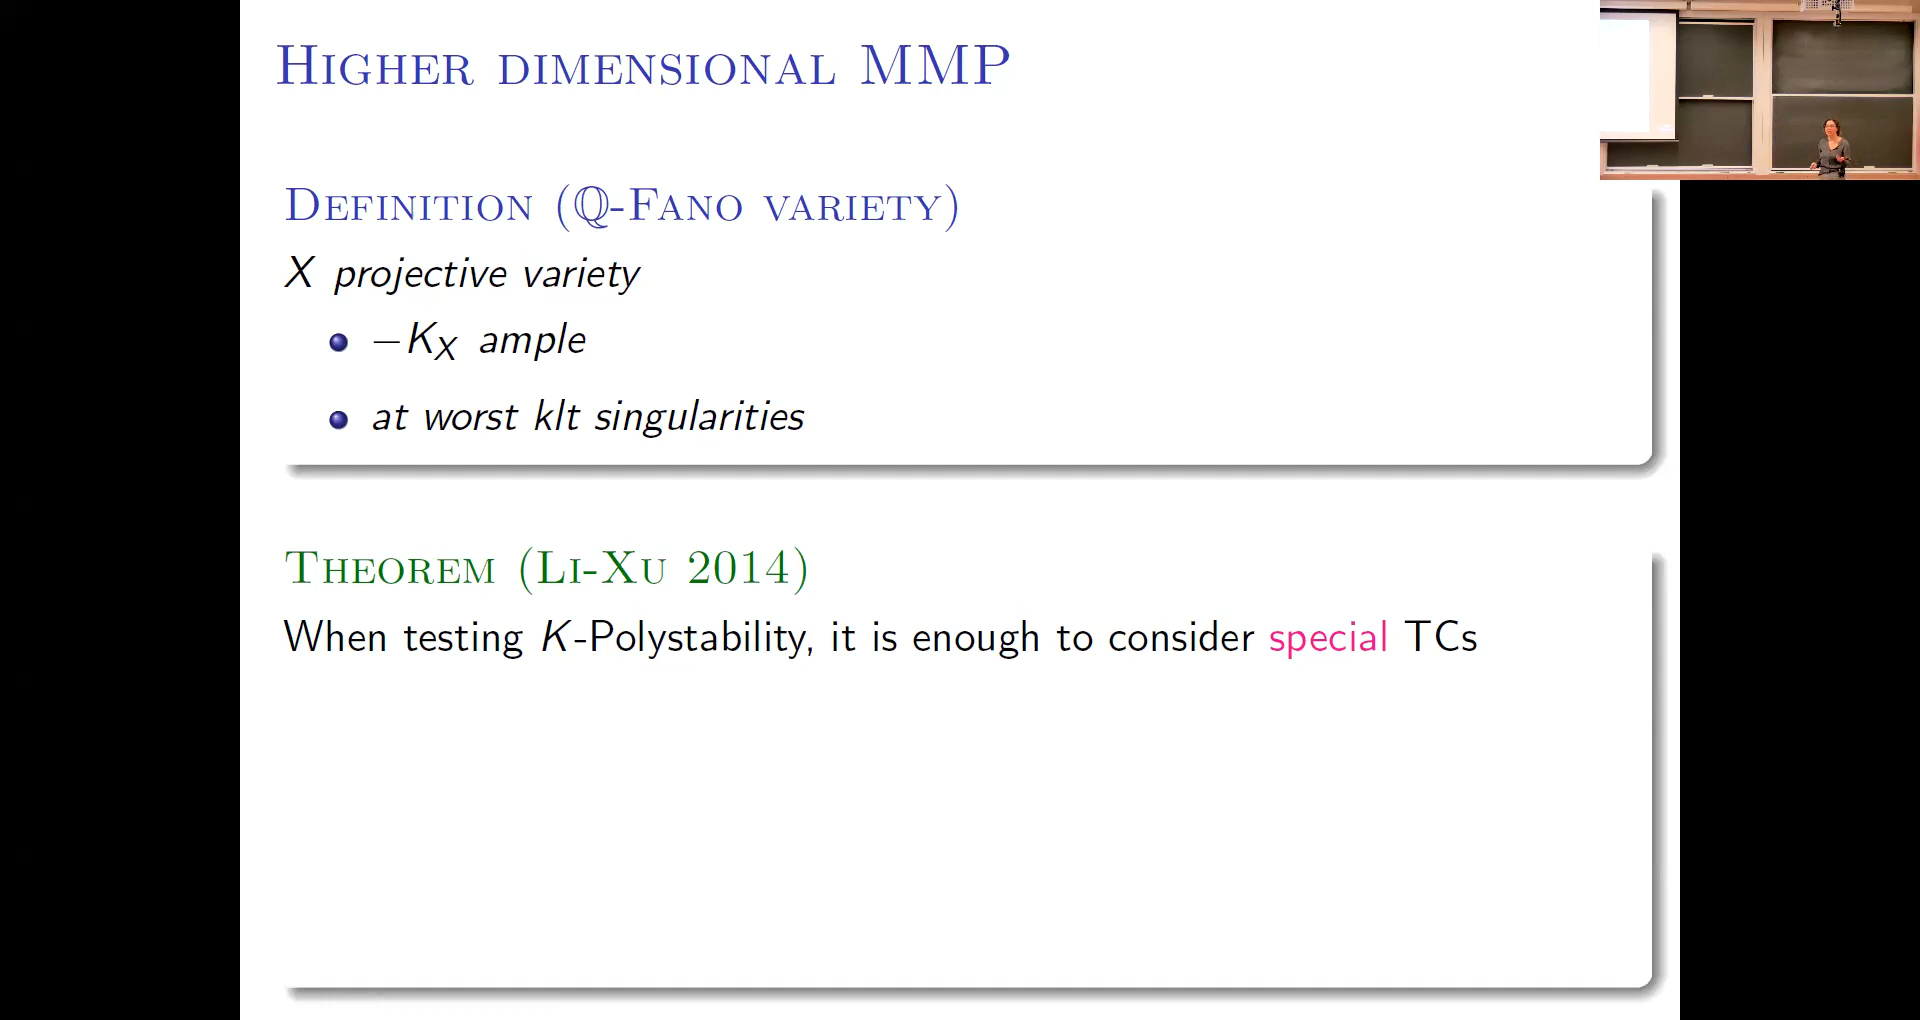 Higher dimensional MMP
Definition (ℚ-Fano variety)
X projective variety
−K_X ample
at worst klt singularities
Theorem (Li-Xu 2014)
When testing K-Polystability, it is enough to consider special TCs